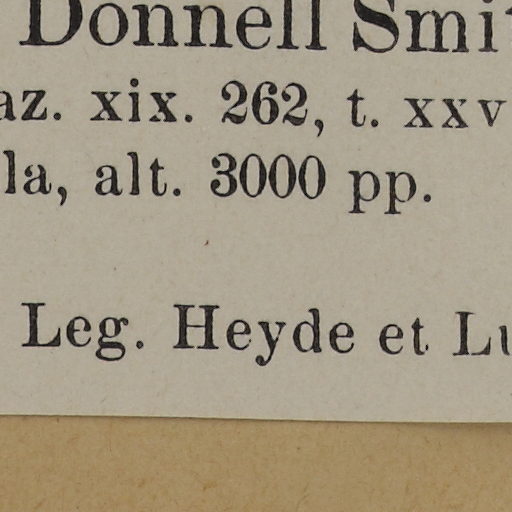 Donnell Smi
az. xix. 262, t. xxv
la, alt. 3000 pp.
Leg. Heyde et Lu